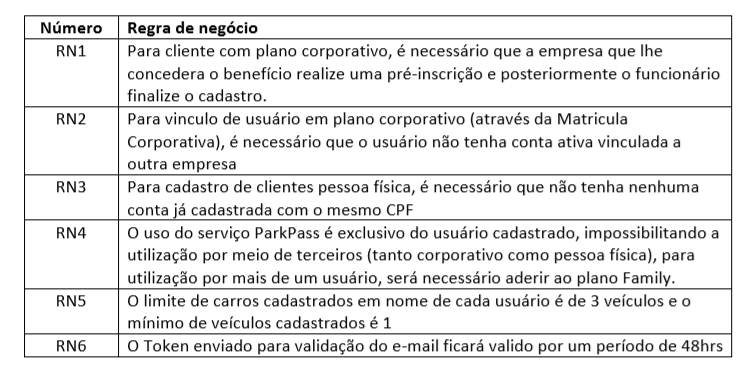 Número Regra de negócio
RN1 Para cliente com plano corporativo, é necessário que a empresa que lhe
concedera o benefício realize uma pré-inscrição e posteriormente o funcionário
finalize o cadastro.
RN2 Para vinculo de usuário em plano corporativo (através da Matricula
Corporativa), é necessário que o usuário não tenha conta ativa vinculada a
outra empresa
RN3 Para cadastro de clientes pessoa física, é necessário que não tenha nenhuma
conta já cadastrada com o mesmo CPF
RN4 O uso do serviço ParkPass é exclusivo do usuário cadastrado, impossibilitando a
utilização por meio de terceiros (tanto corporativo como pessoa física), para
utilização por mais de um usuário, será necessário aderir ao plano Family.
RN5 O limite de carros cadastrados em nome de cada usuário é de 3 veículos e o
mínimo de veículos cadastrados é 1
RN6 O Token enviado para validação do e-mail ficará valido por um período de 48hrs